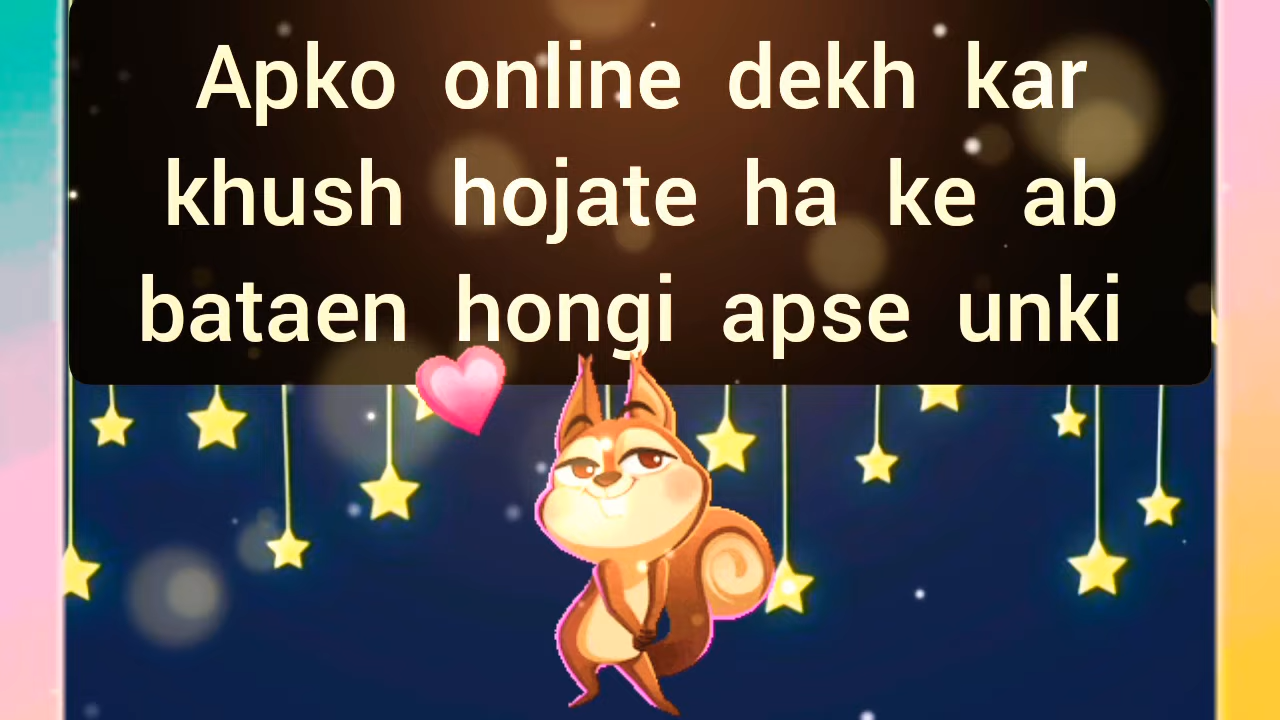 Apko online dekh kar
khush hojate ha ke ab
bataen hongi apse unki